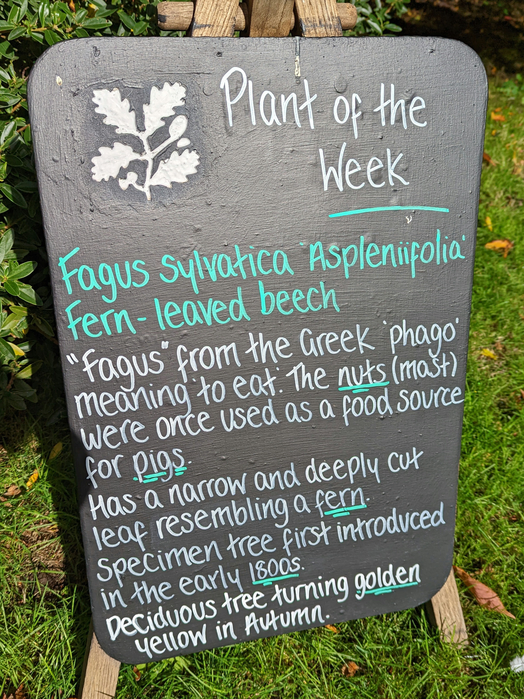 Plant of the
Week
Fagus sylvatica 'Aspleniifolia'
Fern-leaved beech
"Fagus" from the Greek 'phago'
meaning 'to eat'. The nuts (mast)
were once used as a food source
for pigs.
Has a narrow and deeply cut
leaf resembling a fern.
specimen tree first introduced
in the early 1800s.
Deciduous tree turning golden
yellow in Autumn.